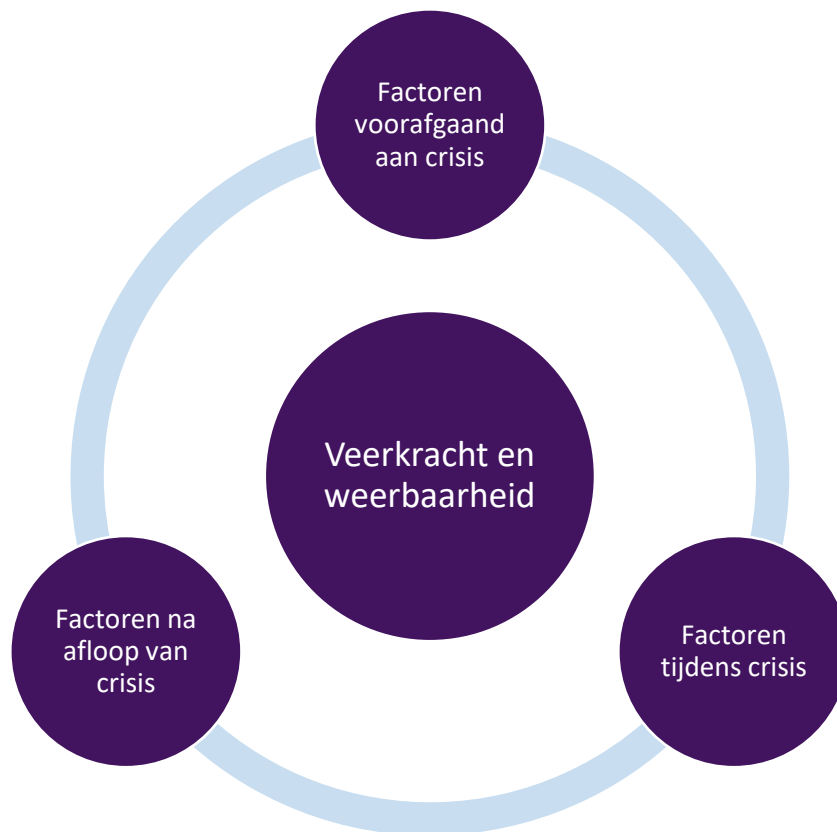 Factoren
voorafgaand
aan crisis
Veerkracht en
weerbaarheid
Factoren na
afloop van
crisis
Factoren
tijdens crisis